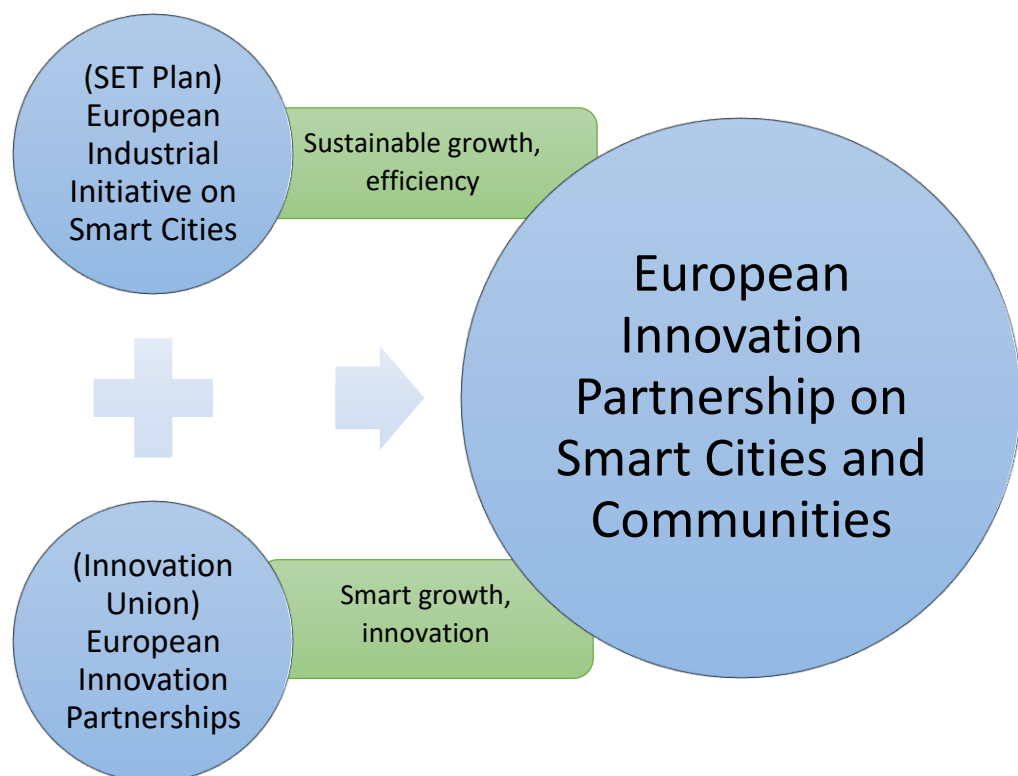 (SET Plan)
European
Industrial
Initiative on
Smart Cities
Sustainable growth,
efficiency
European
Innovation
Partnership on
Smart Cities and
Communities
(Innovation
Union)
European
Innovation
Partnerships
Smart growth,
innovation